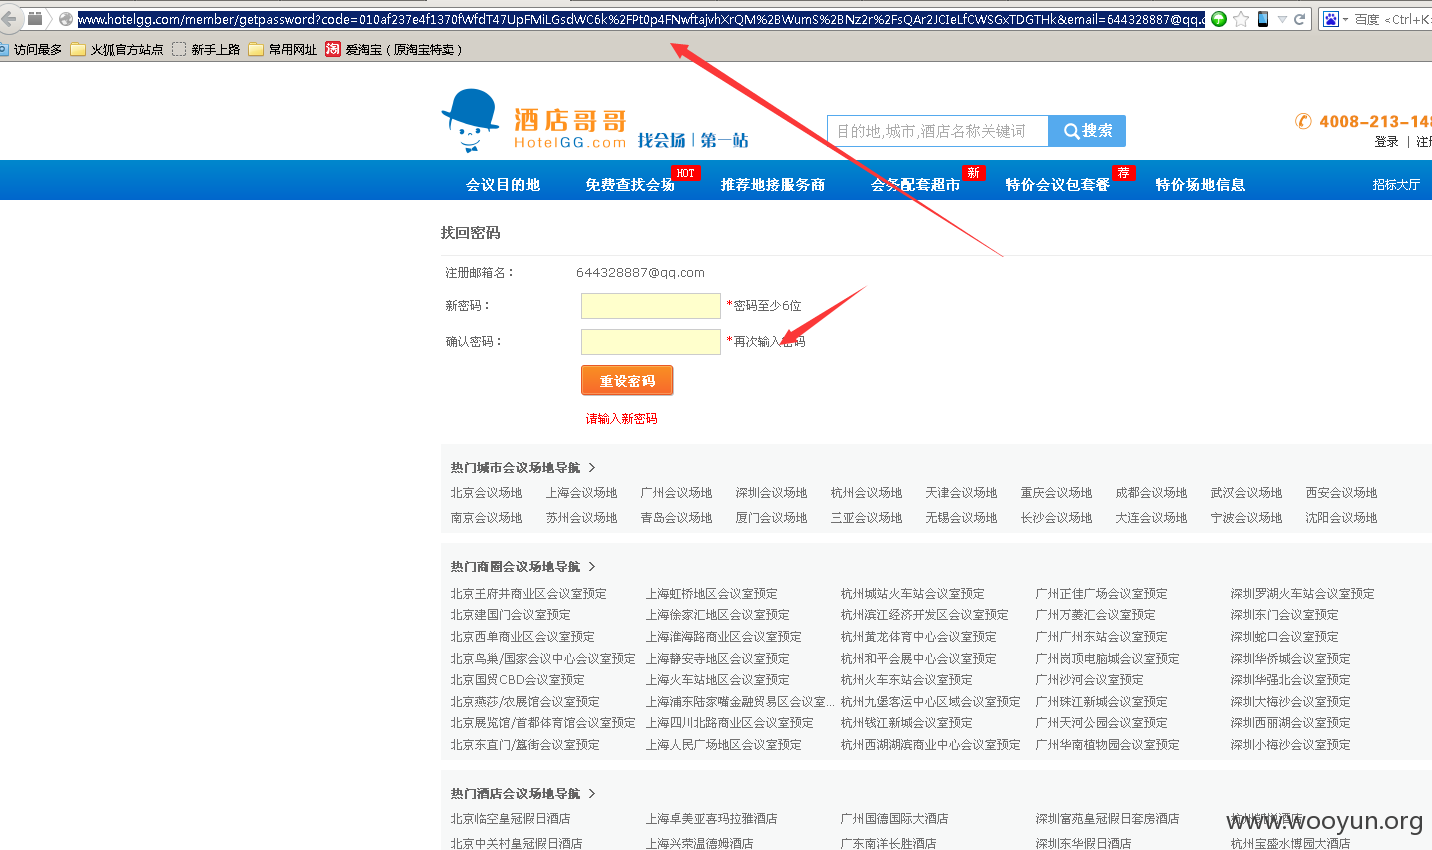 www.hotelgg.com/member/getpassword?code=010af237e4f1370fWfdT47UpFMiLGsdWC6k%2FPt0p4FNwftajvhXrQM%2BWumS%2BNz2r%2FsQAr2JCIeLfCWSGxTDGTHk&email=644328887@qq.c
百度 <Ctrl+K>
访问最多 火狐官方站点 新手上路 常用网址 淘 爱淘宝（原淘宝特卖）
酒店哥哥
HotelGG.com 找会场 | 第一站
目的地,城市,酒店名称关键词 搜索
4008-213-148
登录 | 注册
会议目的地 免费查找会场 HOT 推荐地接服务商 会务配套超市 新 特价会议包套餐 荐 特价场地信息 招标大厅
找回密码
注册邮箱名： 644328887@qq.com
新密码： *密码至少6位
确认密码： *再次输入密码
重设密码
请输入新密码
热门城市会议场地导航 >
北京会议场地 上海会议场地 广州会议场地 深圳会议场地 杭州会议场地 天津会议场地 重庆会议场地 成都会议场地 武汉会议场地 西安会议场地
南京会议场地 苏州会议场地 青岛会议场地 厦门会议场地 三亚会议场地 无锡会议场地 长沙会议场地 大连会议场地 宁波会议场地 沈阳会议场地
热门商圈会议场地导航 >
北京王府井商业区会议室预定 上海虹桥地区会议室预定 杭州城站火车站会议室预定 广州正佳广场会议室预定 深圳罗湖火车站会议室预定
北京建国门会议室预定 上海徐家汇地区会议室预定 杭州滨江经济开发区会议室预定 广州万菱汇会议室预定 深圳东门会议室预定
北京西单商业区会议室预定 上海淮海路商业区会议室预定 杭州黄龙体育中心会议室预定 广州广州东站会议室预定 深圳蛇口会议室预定
北京鸟巢/国家会议中心会议室预定 上海静安寺地区会议室预定 杭州和平会展中心会议室预定 广州岗顶电脑城会议室预定 深圳华侨城会议室预定
北京国贸CBD会议室预定 上海火车站地区会议室预定 杭州火车东站会议室预定 广州沙河会议室预定 深圳华强北会议室预定
北京燕莎/农展馆会议室预定 上海浦东陆家嘴金融贸易区会议室... 杭州九堡客运中心区域会议室预定 广州珠江新城会议室预定 深圳大梅沙会议室预定
北京展览馆/首都体育馆会议室预定 上海四川北路商业区会议室预定 杭州钱江新城会议室预定 广州天河公园会议室预定 深圳西丽湖会议室预定
北京东直门/簋街会议室预定 上海人民广场地区会议室预定 杭州西湖湖滨商业中心会议室预定 广州华南植物园会议室预定 深圳小梅沙会议室预定
热门酒店会议场地导航 >
北京临空皇冠假日酒店 上海卓美亚喜玛拉雅酒店 广州国德国际大酒店 深圳富苑皇冠假日套房酒店
www.wooyun.org
北京中关村皇冠假日酒店 上海兴荣温德姆酒店 广东南洋长胜酒店 深圳东华假日酒店 杭州宝盛水博园大酒店